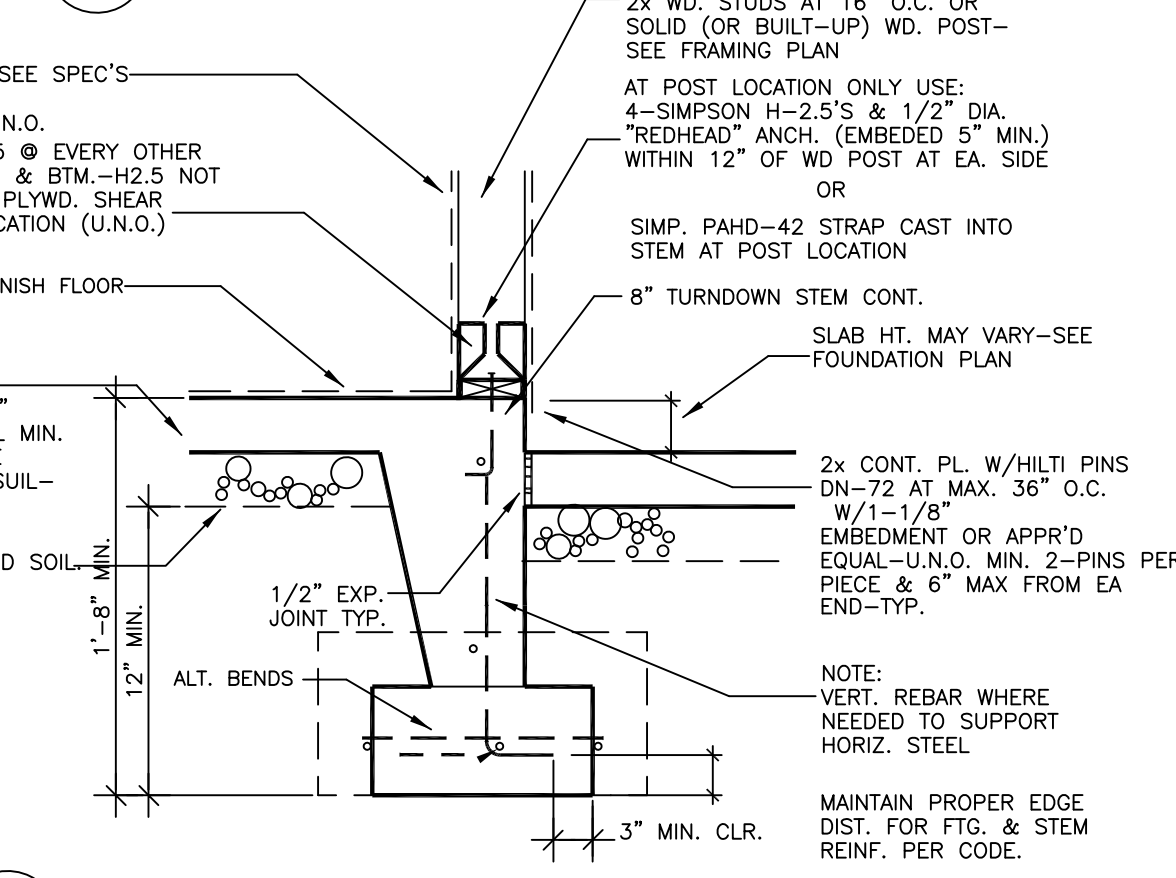 SEE SPEC'S
N.O.
@ EVERY OTHER
& BTM.-H2.5 NOT
PLYWD. SHEAR
CATION (U.N.O.)
NISH FLOOR
"
MIN.
SUIL-
D SOIL.
1'-8" MIN.
12" MIN.
1/2" EXP.
JOINT TYP.
ALT. BENDS
2x WD. STUDS AT 16" O.C. OR
SOLID (OR BUILT-UP) WD. POST-
SEE FRAMING PLAN
AT POST LOCATION ONLY USE:
4-SIMPSON H-2.5'S & 1/2" DIA.
"REDHEAD" ANCH. (EMBEDED 5" MIN.)
WITHIN 12" OF WD POST AT EA. SIDE
OR
SIMP. PAHD-42 STRAP CAST INTO
STEM AT POST LOCATION
8" TURNDOWN STEM CONT.
SLAB HT. MAY VARY-SEE
FOUNDATION PLAN
2x CONT. PL. W/HILTI PINS
DN-72 AT MAX. 36" O.C.
W/1-1/8"
EMBEDMENT OR APPR'D
EQUAL-U.N.O. MIN. 2-PINS PER
PIECE & 6" MAX FROM EA
END-TYP.
NOTE:
VERT. REBAR WHERE
NEEDED TO SUPPORT
HORIZ. STEEL
MAINTAIN PROPER EDGE
DIST. FOR FTG. & STEM
REINF. PER CODE.
3" MIN. CLR.